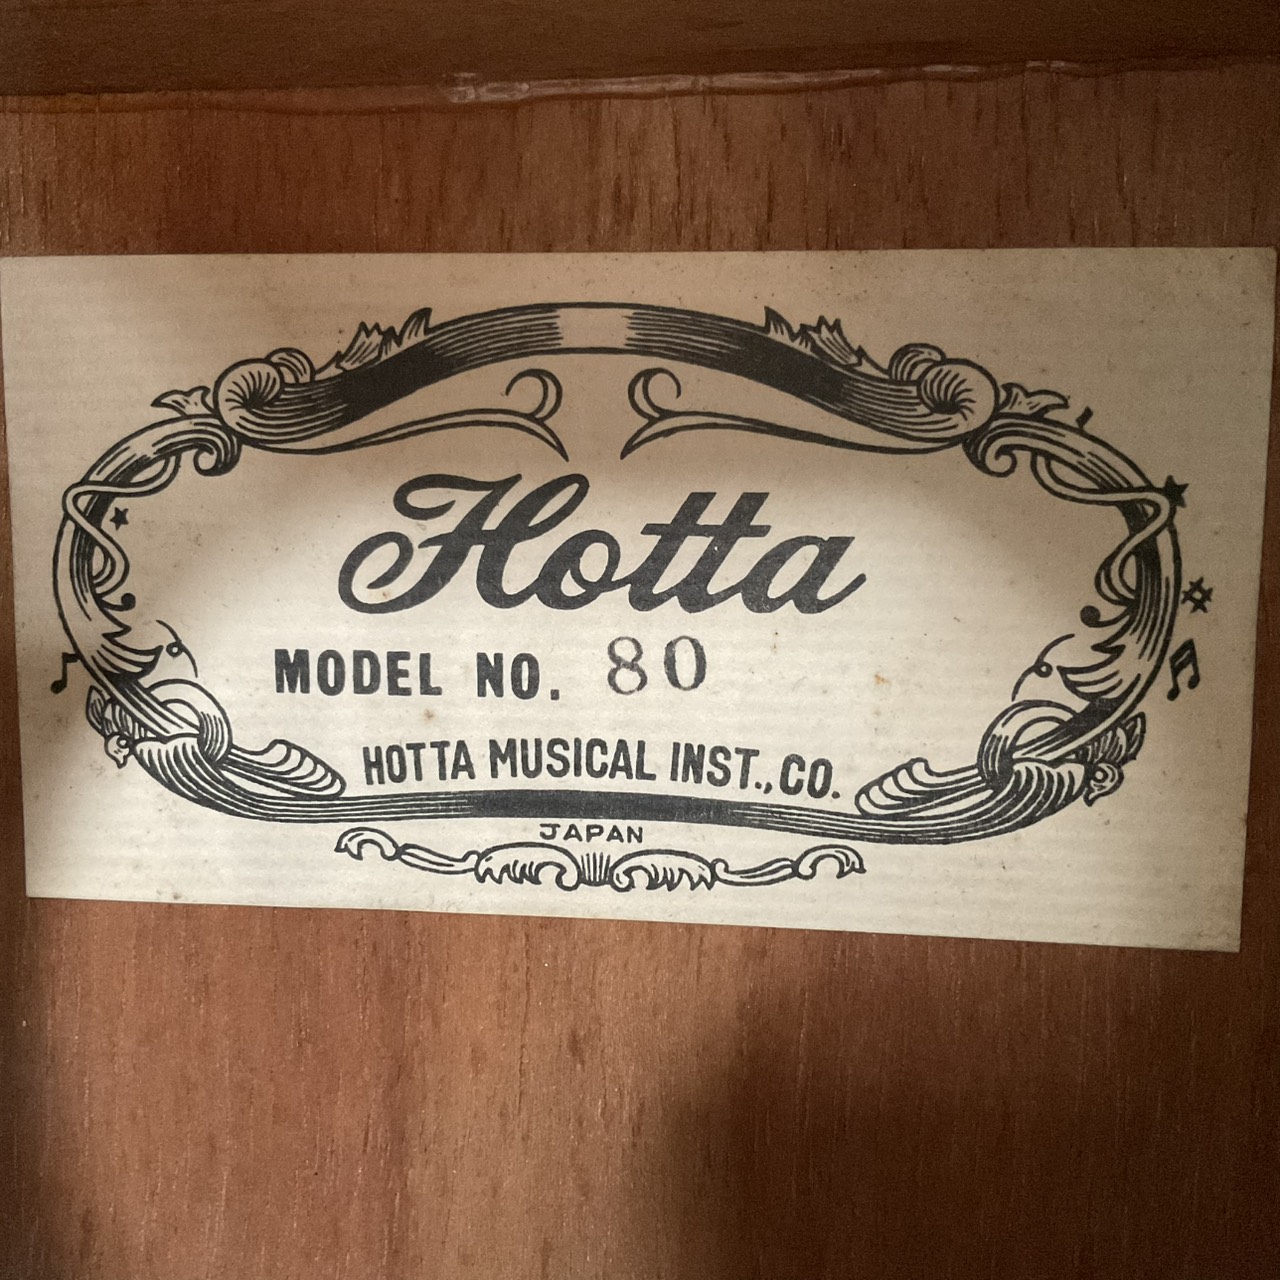 Hotta
MODEL NO. 80
HOTTA MUSICAL INST., CO.
JAPAN